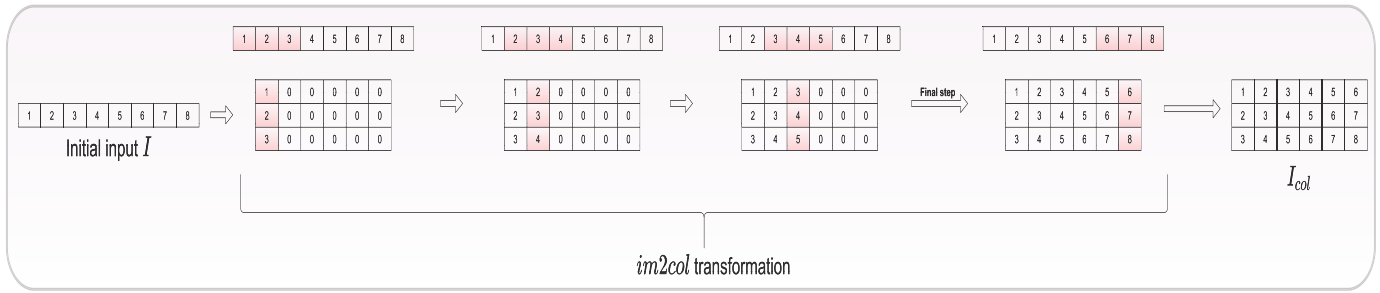 1 2 3 4 5 6 7 8
1 2 3 4 5 6 7 8
1 2 3 4 5 6 7 8
1 2 3 4 5 6 7 8
1 2 3 4 5 6 7 8
Initial input I
1 0 0 0 0 0
2 0 0 0 0 0
3 0 0 0 0 0
1 2 0 0 0 0
2 3 0 0 0 0
3 4 0 0 0 0
1 2 3 0 0 0
2 3 4 0 0 0
3 4 5 0 0 0
Final step
1 2 3 4 5 6
2 3 4 5 6 7
3 4 5 6 7 8
1 2 3 4 5 6
2 3 4 5 6 7
3 4 5 6 7 8
I_col
im2col transformation